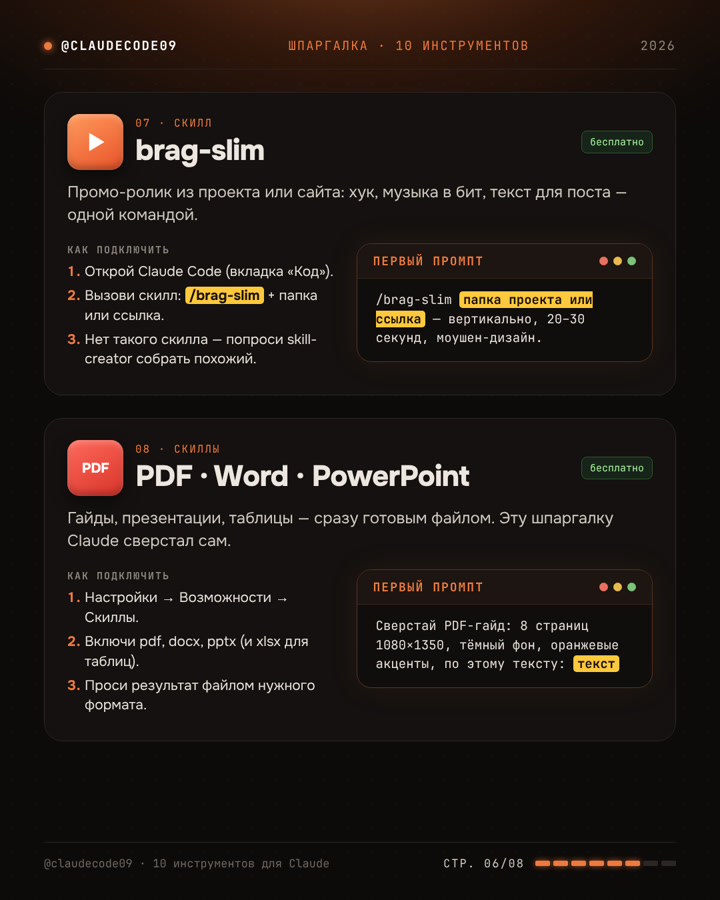 @CLAUDECODE09
ШПАРГАЛКА · 10 ИНСТРУМЕНТОВ
2026
07 · СКИЛЛ
brag-slim
бесплатно
Промо-ролик из проекта или сайта: хук, музыка в бит, текст для поста —
одной командой.
КАК ПОДКЛЮЧИТЬ
1. Открой Claude Code (вкладка «Код»).
2. Вызови скилл: /brag-slim + папка
или ссылка.
3. Нет такого скилла — попроси skill-
creator собрать похожий.
ПЕРВЫЙ ПРОМПТ
/brag-slim папка проекта или
ссылка — вертикально, 20–30
секунд, моушен-дизайн.
PDF
08 · СКИЛЛЫ
PDF · Word · PowerPoint
бесплатно
Гайды, презентации, таблицы — сразу готовым файлом. Эту шпаргалку
Claude сверстал сам.
КАК ПОДКЛЮЧИТЬ
1. Настройки → Возможности →
Скиллы.
2. Включи pdf, docx, pptx (и xlsx для
таблиц).
3. Проси результат файлом нужного
формата.
ПЕРВЫЙ ПРОМПТ
Сверстай PDF-гайд: 8 страниц
1080×1350, тёмный фон, оранжевые
акценты, по этому тексту: текст
@claudecode09 · 10 инструментов для Claude
СТР. 06/08